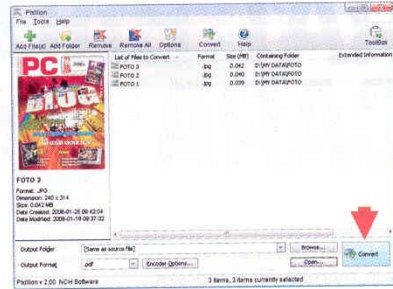 Pixillion
File Tools Help
Add File(s) Add Folder Remove Remove All Options Convert Help Toolbox
List of Files to Convert Format Size (MB) Containing Folder Extended Information
FOTO 3 .jpg 0.042 D:\MY DATA\FOTO
FOTO 2 .jpg 0.040 D:\MY DATA\FOTO
FOTO 1 .jpg 0.039 D:\MY DATA\FOTO
PC
BLOG
FOTO 3
Format: JPG
Dimension: 240 x 314
Size: 0.042 MB
Date Created: 2008-01-26 09:42:04
Date Modified: 2008-01-18 09:37:32
Output Folder [Same as source file] Browse...
Convert
Output Format .pdf Encoder Options... Open...
Pixillion v 2.00 NCH Software 3 items, 3 items currently selected